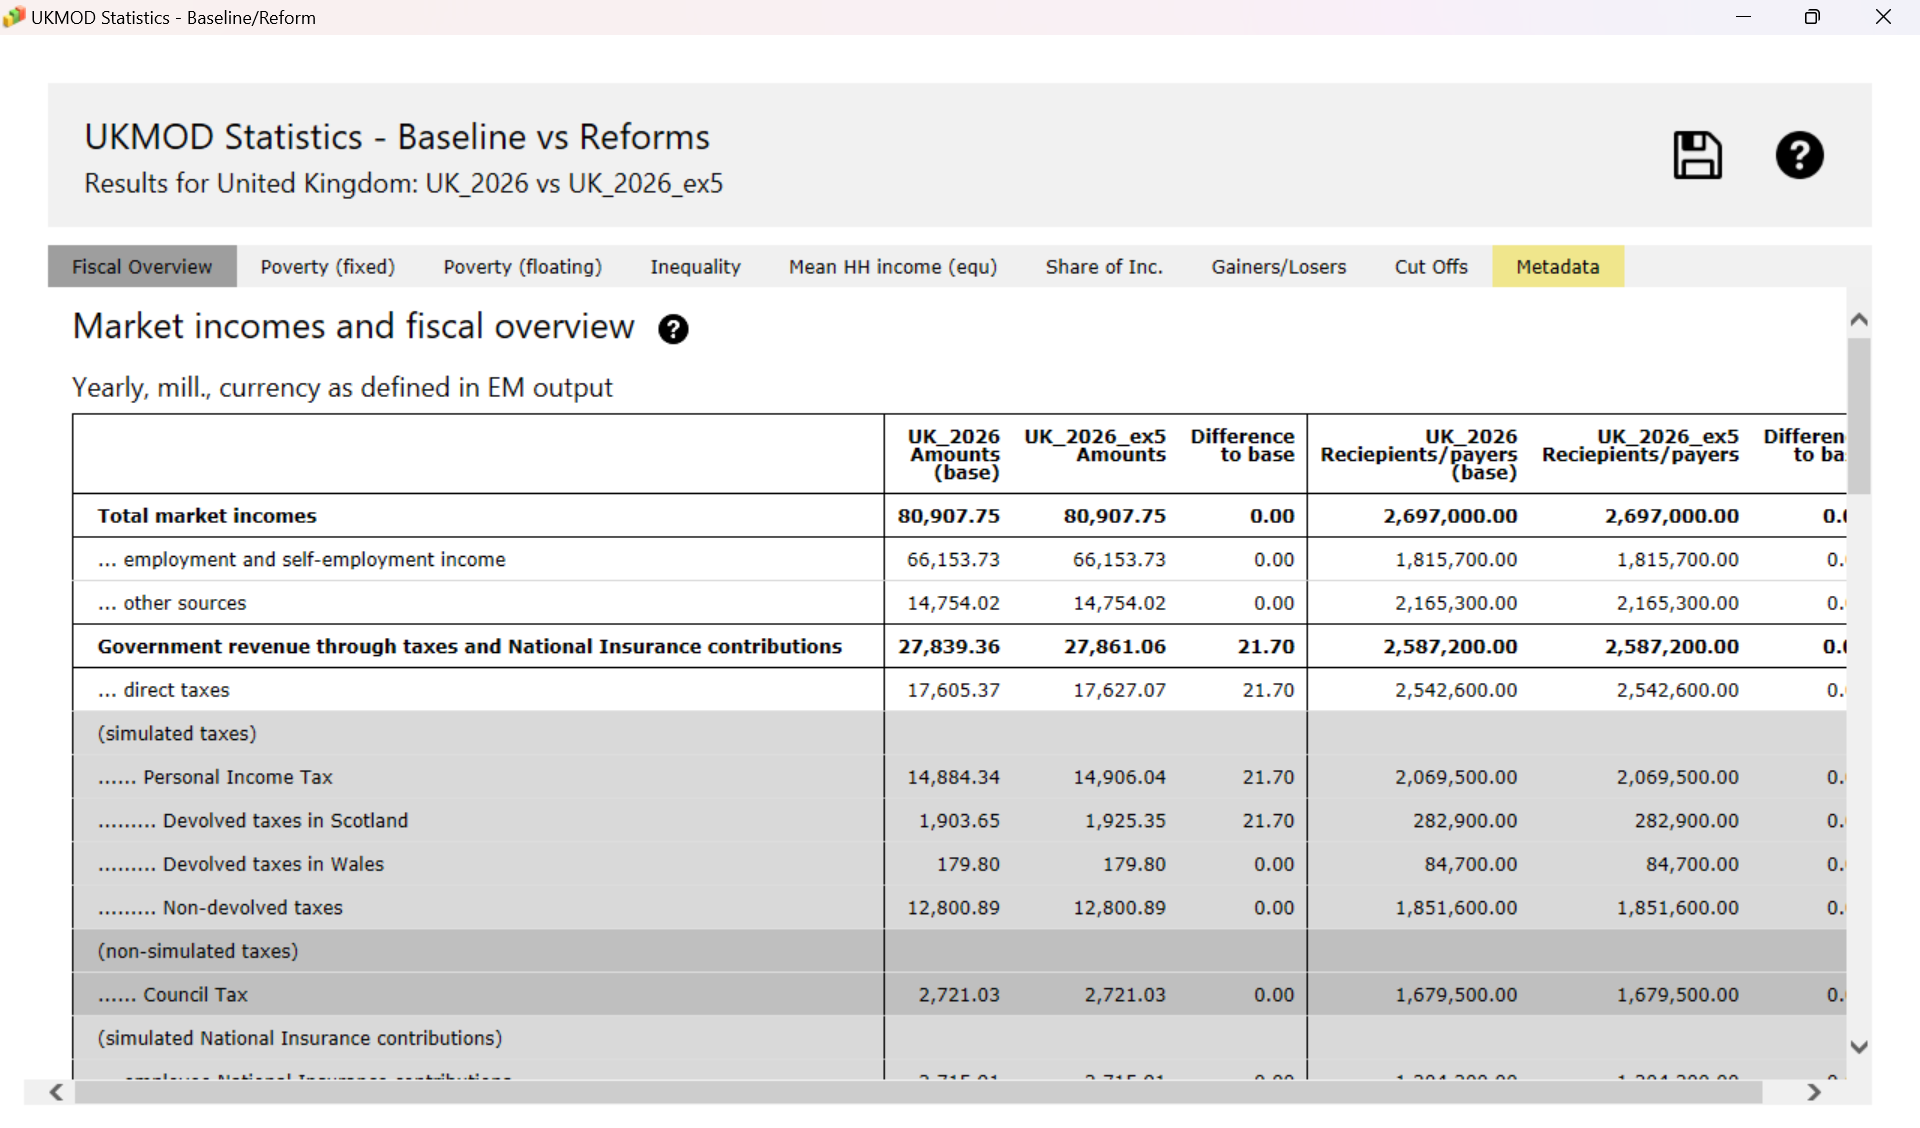 UKMOD Statistics - Baseline/Reform
UKMOD Statistics - Baseline vs Reforms
Results for United Kingdom: UK_2026 vs UK_2026_ex5
Fiscal Overview Poverty (fixed) Poverty (floating) Inequality Mean HH income (equ) Share of Inc. Gainers/Losers Cut Offs Metadata
Market incomes and fiscal overview
Yearly, mill., currency as defined in EM output
UK_2026 Amounts (base) UK_2026_ex5 Amounts Difference to base UK_2026 Reciepients/payers (base) UK_2026_ex5 Reciepients/payers
Total market incomes 80,907.75 80,907.75 0.00 2,697,000.00 2,697,000.00
... employment and self-employment income 66,153.73 66,153.73 0.00 1,815,700.00 1,815,700.00
... other sources 14,754.02 14,754.02 0.00 2,165,300.00 2,165,300.00
Government revenue through taxes and National Insurance contributions 27,839.36 27,861.06 21.70 2,587,200.00 2,587,200.00
... direct taxes 17,605.37 17,627.07 21.70 2,542,600.00 2,542,600.00
(simulated taxes)
...... Personal Income Tax 14,884.34 14,906.04 21.70 2,069,500.00 2,069,500.00
......... Devolved taxes in Scotland 1,903.65 1,925.35 21.70 282,900.00 282,900.00
......... Devolved taxes in Wales 179.80 179.80 0.00 84,700.00 84,700.00
......... Non-devolved taxes 12,800.89 12,800.89 0.00 1,851,600.00 1,851,600.00
(non-simulated taxes)
...... Council Tax 2,721.03 2,721.03 0.00 1,679,500.00 1,679,500.00
(simulated National Insurance contributions)